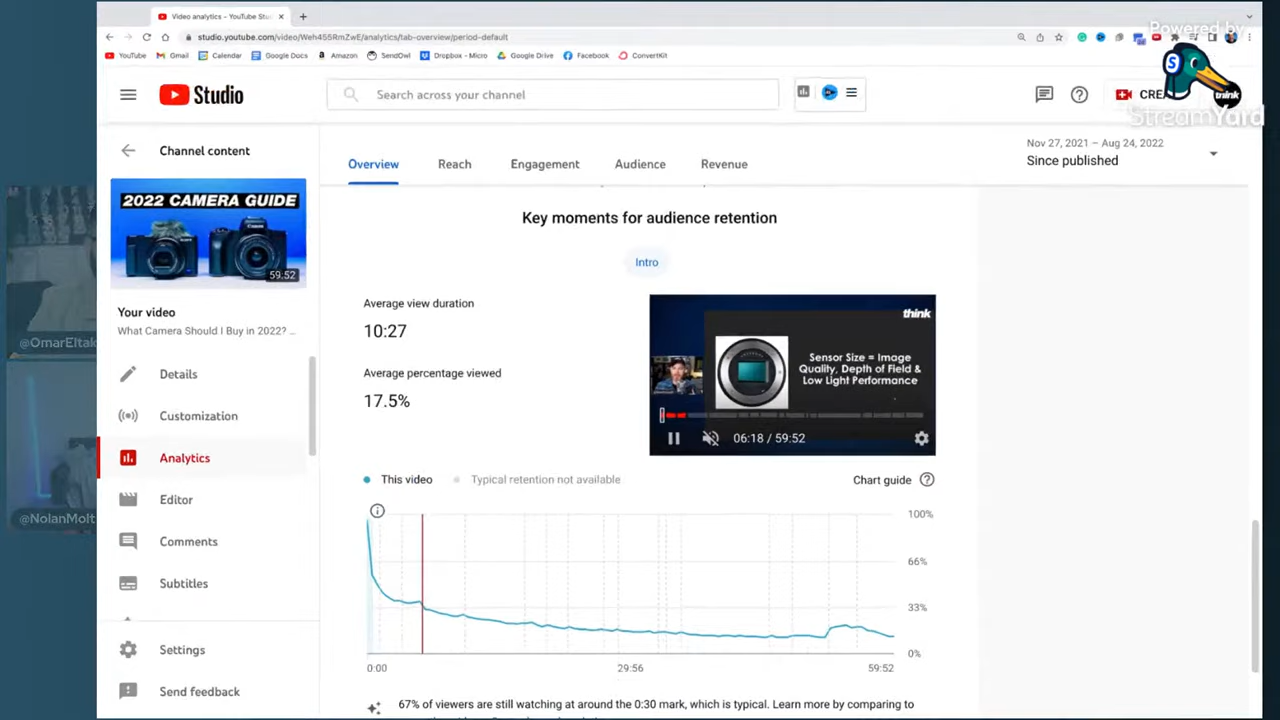 Video analytics - YouTube Stu
studio.youtube.com/video/Weh455RmZwE/analytics/tab-overview/period-default
YouTube Gmail Calendar Google Docs Amazon SendOwl Dropbox - Micro Google Drive Facebook ConvertKit
Powered by
StreamYard
Studio
Search across your channel
CREA
think
Channel content
Overview Reach Engagement Audience Revenue
Nov 27, 2021 – Aug 24, 2022
Since published
2022 CAMERA GUIDE
59:52
Your video
What Camera Should I Buy in 2022? ...
Details
Customization
Analytics
Editor
Comments
Subtitles
Settings
Send feedback
@OmarElta
@NolanMolt
Key moments for audience retention
Intro
Average view duration
10:27
Average percentage viewed
17.5%
think
Sensor Size = Image
Quality, Depth of Field &
Low Light Performance
06:18 / 59:52
This video Typical retention not available Chart guide
100%
66%
33%
0%
0:00 29:56 59:52
67% of viewers are still watching at around the 0:30 mark, which is typical. Learn more by comparing to